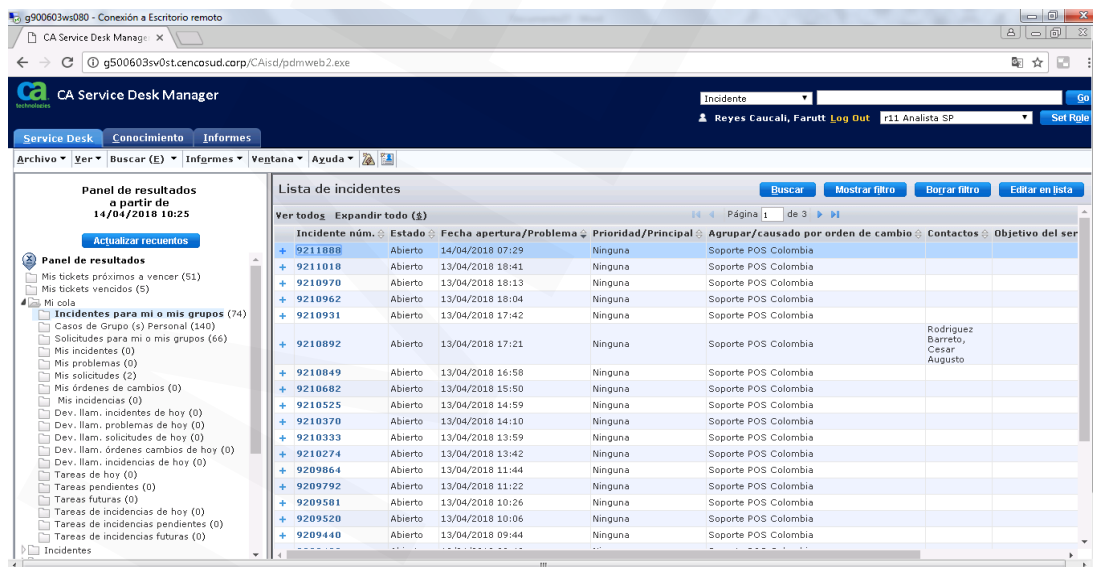 g900603ws080 - Conexión a Escritorio remoto
CA Service Desk Manage
g500603sv0st.cencosud.corp/CAisd/pdmweb2.exe
ca technologies
CA Service Desk Manager
Incidente
Go
Reyes Caucali, Farutt Log Out r11 Analista SP Set Role
Service Desk Conocimiento Informes
Archivo Ver Buscar (E) Informes Ventana Ayuda
Panel de resultados
a partir de
14/04/2018 10:25
Actualizar recuentos
Panel de resultados
Mis tickets próximos a vencer (51)
Mis tickets vencidos (5)
Mi cola
Incidentes para mi o mis grupos (74)
Casos de Grupo (s) Personal (140)
Solicitudes para mi o mis grupos (66)
Mis incidentes (0)
Mis problemas (0)
Mis solicitudes (2)
Mis órdenes de cambios (0)
Mis incidencias (0)
Dev. llam. incidentes de hoy (0)
Dev. llam. problemas de hoy (0)
Dev. llam. solicitudes de hoy (0)
Dev. llam. órdenes cambios de hoy (0)
Dev. llam. incidencias de hoy (0)
Tareas de hoy (0)
Tareas pendientes (0)
Tareas futuras (0)
Tareas de incidencias de hoy (0)
Tareas de incidencias pendientes (0)
Tareas de incidencias futuras (0)
Incidentes
Lista de incidentes
Buscar Mostrar filtro Borrar filtro Editar en lista
Ver todos Expandir todo ($) Página 1 de 3
Incidente núm. Estado Fecha apertura/Problema Prioridad/Principal Agrupar/causado por orden de cambio Contactos Objetivo del ser
+ 9211888 Abierto 14/04/2018 07:29 Ninguna Soporte POS Colombia
+ 9211018 Abierto 13/04/2018 18:41 Ninguna Soporte POS Colombia
+ 9210970 Abierto 13/04/2018 18:13 Ninguna Soporte POS Colombia
+ 9210962 Abierto 13/04/2018 18:04 Ninguna Soporte POS Colombia
+ 9210931 Abierto 13/04/2018 17:42 Ninguna Soporte POS Colombia
+ 9210892 Abierto 13/04/2018 17:21 Ninguna Soporte POS Colombia
Rodriguez
Barreto,
Cesar
Augusto
+ 9210849 Abierto 13/04/2018 16:58 Ninguna Soporte POS Colombia
+ 9210682 Abierto 13/04/2018 15:50 Ninguna Soporte POS Colombia
+ 9210525 Abierto 13/04/2018 14:59 Ninguna Soporte POS Colombia
+ 9210370 Abierto 13/04/2018 14:10 Ninguna Soporte POS Colombia
+ 9210333 Abierto 13/04/2018 13:59 Ninguna Soporte POS Colombia
+ 9210274 Abierto 13/04/2018 13:42 Ninguna Soporte POS Colombia
+ 9209864 Abierto 13/04/2018 11:44 Ninguna Soporte POS Colombia
+ 9209792 Abierto 13/04/2018 11:22 Ninguna Soporte POS Colombia
+ 9209581 Abierto 13/04/2018 10:26 Ninguna Soporte POS Colombia
+ 9209520 Abierto 13/04/2018 10:06 Ninguna Soporte POS Colombia
+ 9209440 Abierto 13/04/2018 09:44 Ninguna Soporte POS Colombia